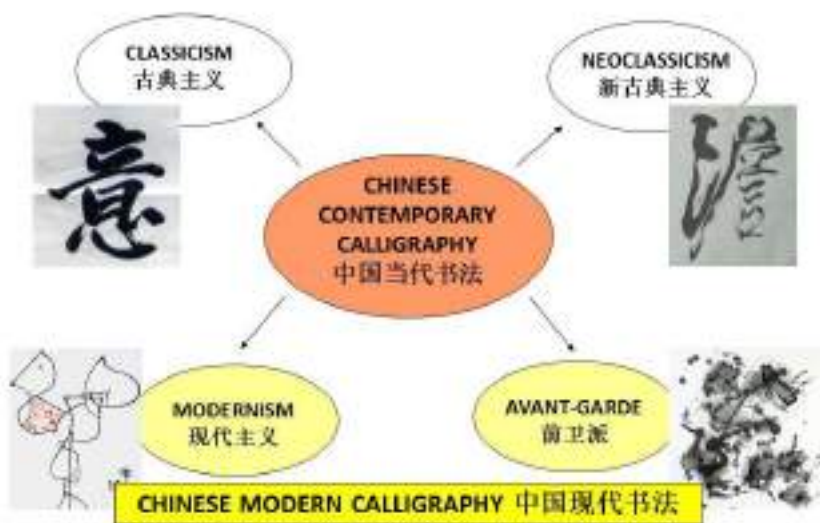 CLASSICISM
古典主义
NEOCLASSICISM
新古典主义
意
CHINESE
CONTEMPORARY
CALLIGRAPHY
中国当代书法
MODERNISM
现代主义
AVANT-GARDE
前卫派
CHINESE MODERN CALLIGRAPHY 中国现代书法